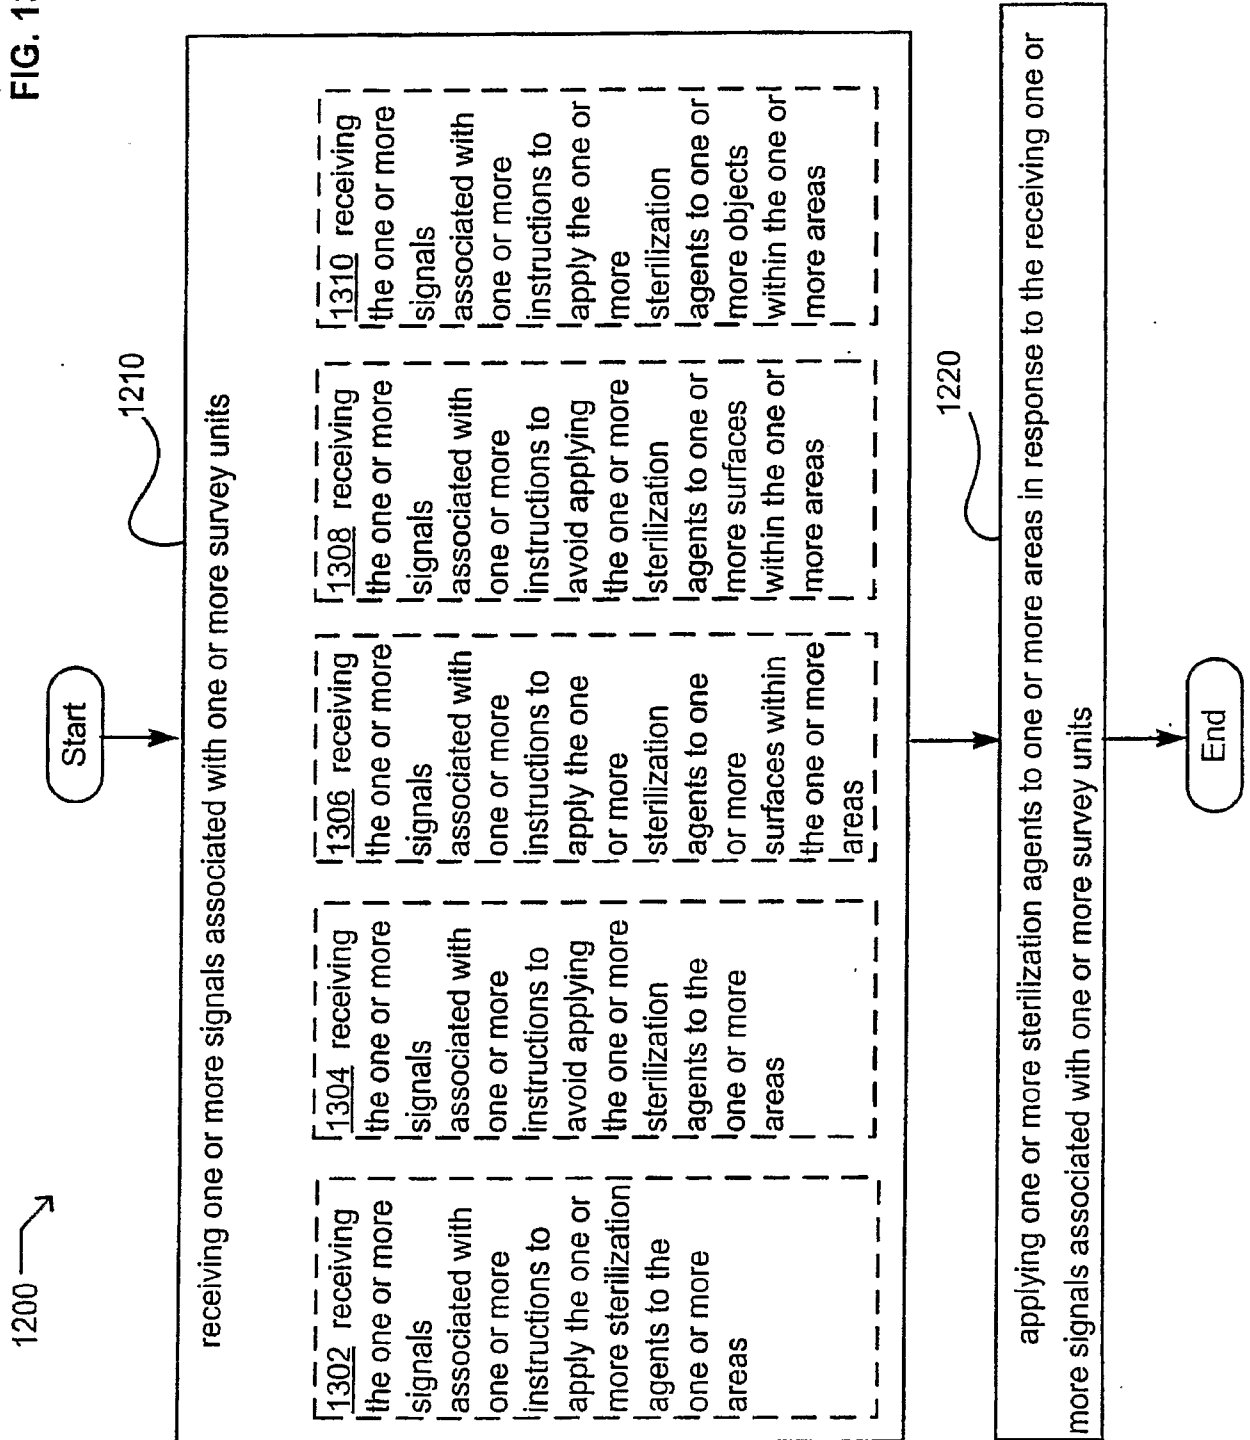 FIG. 13
1200
Start
1210
receiving one or more signals associated with one or more survey units
1302 receiving
the one or more
signals
associated with
one or more
instructions to
apply the one or
more sterilization
agents to the
one or more
areas
1304 receiving
the one or more
signals
associated with
one or more
instructions to
avoid applying
the one or more
sterilization
agents to the
one or more
areas
1306 receiving
the one or more
signals
associated with
one or more
instructions to
apply the one
or more
sterilization
agents to one
or more
surfaces within
the one or more
areas
1308 receiving
the one or more
signals
associated with
one or more
instructions to
avoid applying
the one or more
sterilization
agents to one or
more surfaces
within the one or
more areas
1310 receiving
the one or more
signals
associated with
one or more
instructions to
apply the one or
more
sterilization
agents to one or
more objects
within the one or
more areas
1220
applying one or more sterilization agents to one or more areas in response to the receiving one or
more signals associated with one or more survey units
End